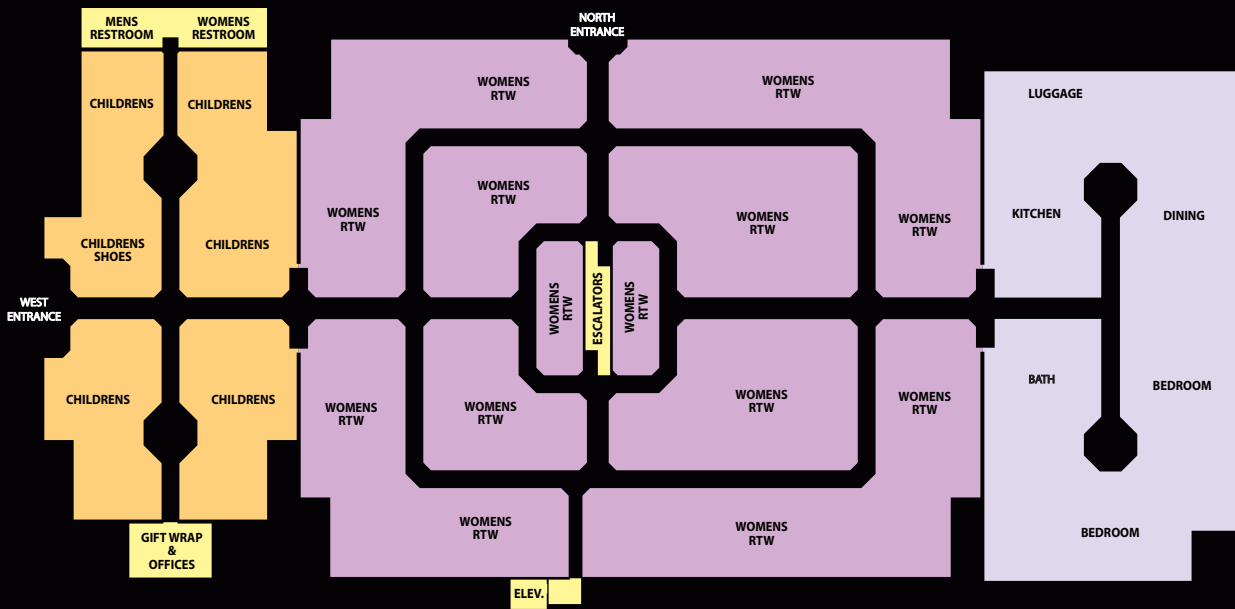 MENS
RESTROOM
WOMENS
RESTROOM
NORTH
ENTRANCE
CHILDRENS
CHILDRENS
WOMENS
RTW
WOMENS
RTW
LUGGAGE
WOMENS
RTW
WOMENS
RTW
WOMENS
RTW
WOMENS
RTW
KITCHEN
DINING
CHILDRENS
SHOES
CHILDRENS
WEST
ENTRANCE
WOMENS
RTW
ESCALATORS
WOMENS
RTW
CHILDRENS
CHILDRENS
WOMENS
RTW
WOMENS
RTW
WOMENS
RTW
WOMENS
RTW
BATH
BEDROOM
GIFT WRAP
&
OFFICES
WOMENS
RTW
WOMENS
RTW
BEDROOM
ELEV.